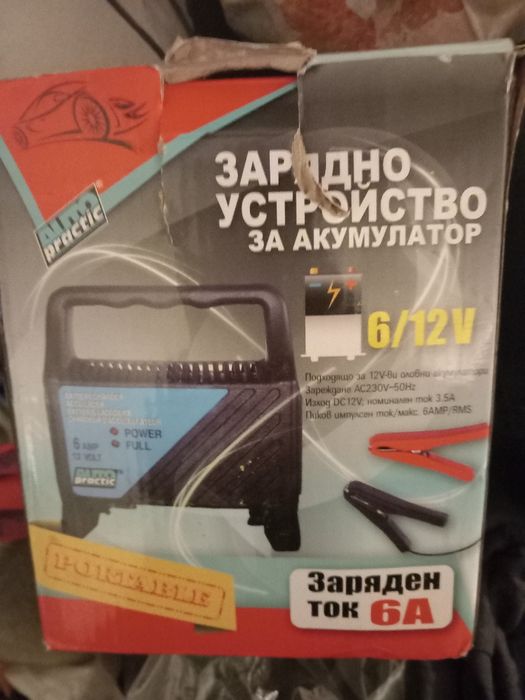 AUTO
practic
ЗАРЯДНО
УСТРОЙСТВО
ЗА АКУМУЛАТОР
6/12V
Подходящо за 12V-ви оловни акумулатори
Зареждане AC230V~50Hz
Изход DC12V, номинален ток 3.5A
Пиков импулсен ток/макс. 6AMP/RMS
POWER
FULL
6 AMP
12 VOLT
AUTO
practic
PORTABLE
Заряден
ток 6A